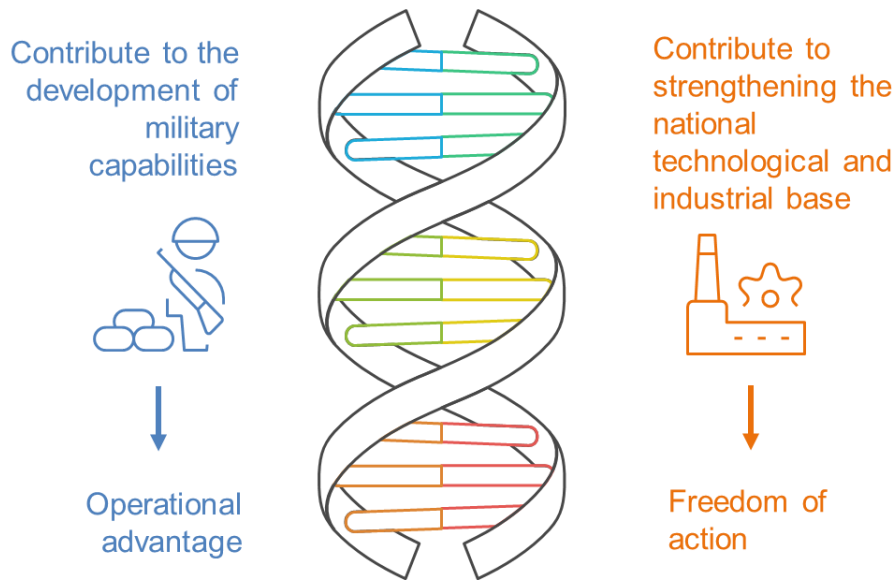 Contribute to the
development of
military
capabilities
Operational
advantage
Contribute to
strengthening the
national
technological and
industrial base
Freedom of
action